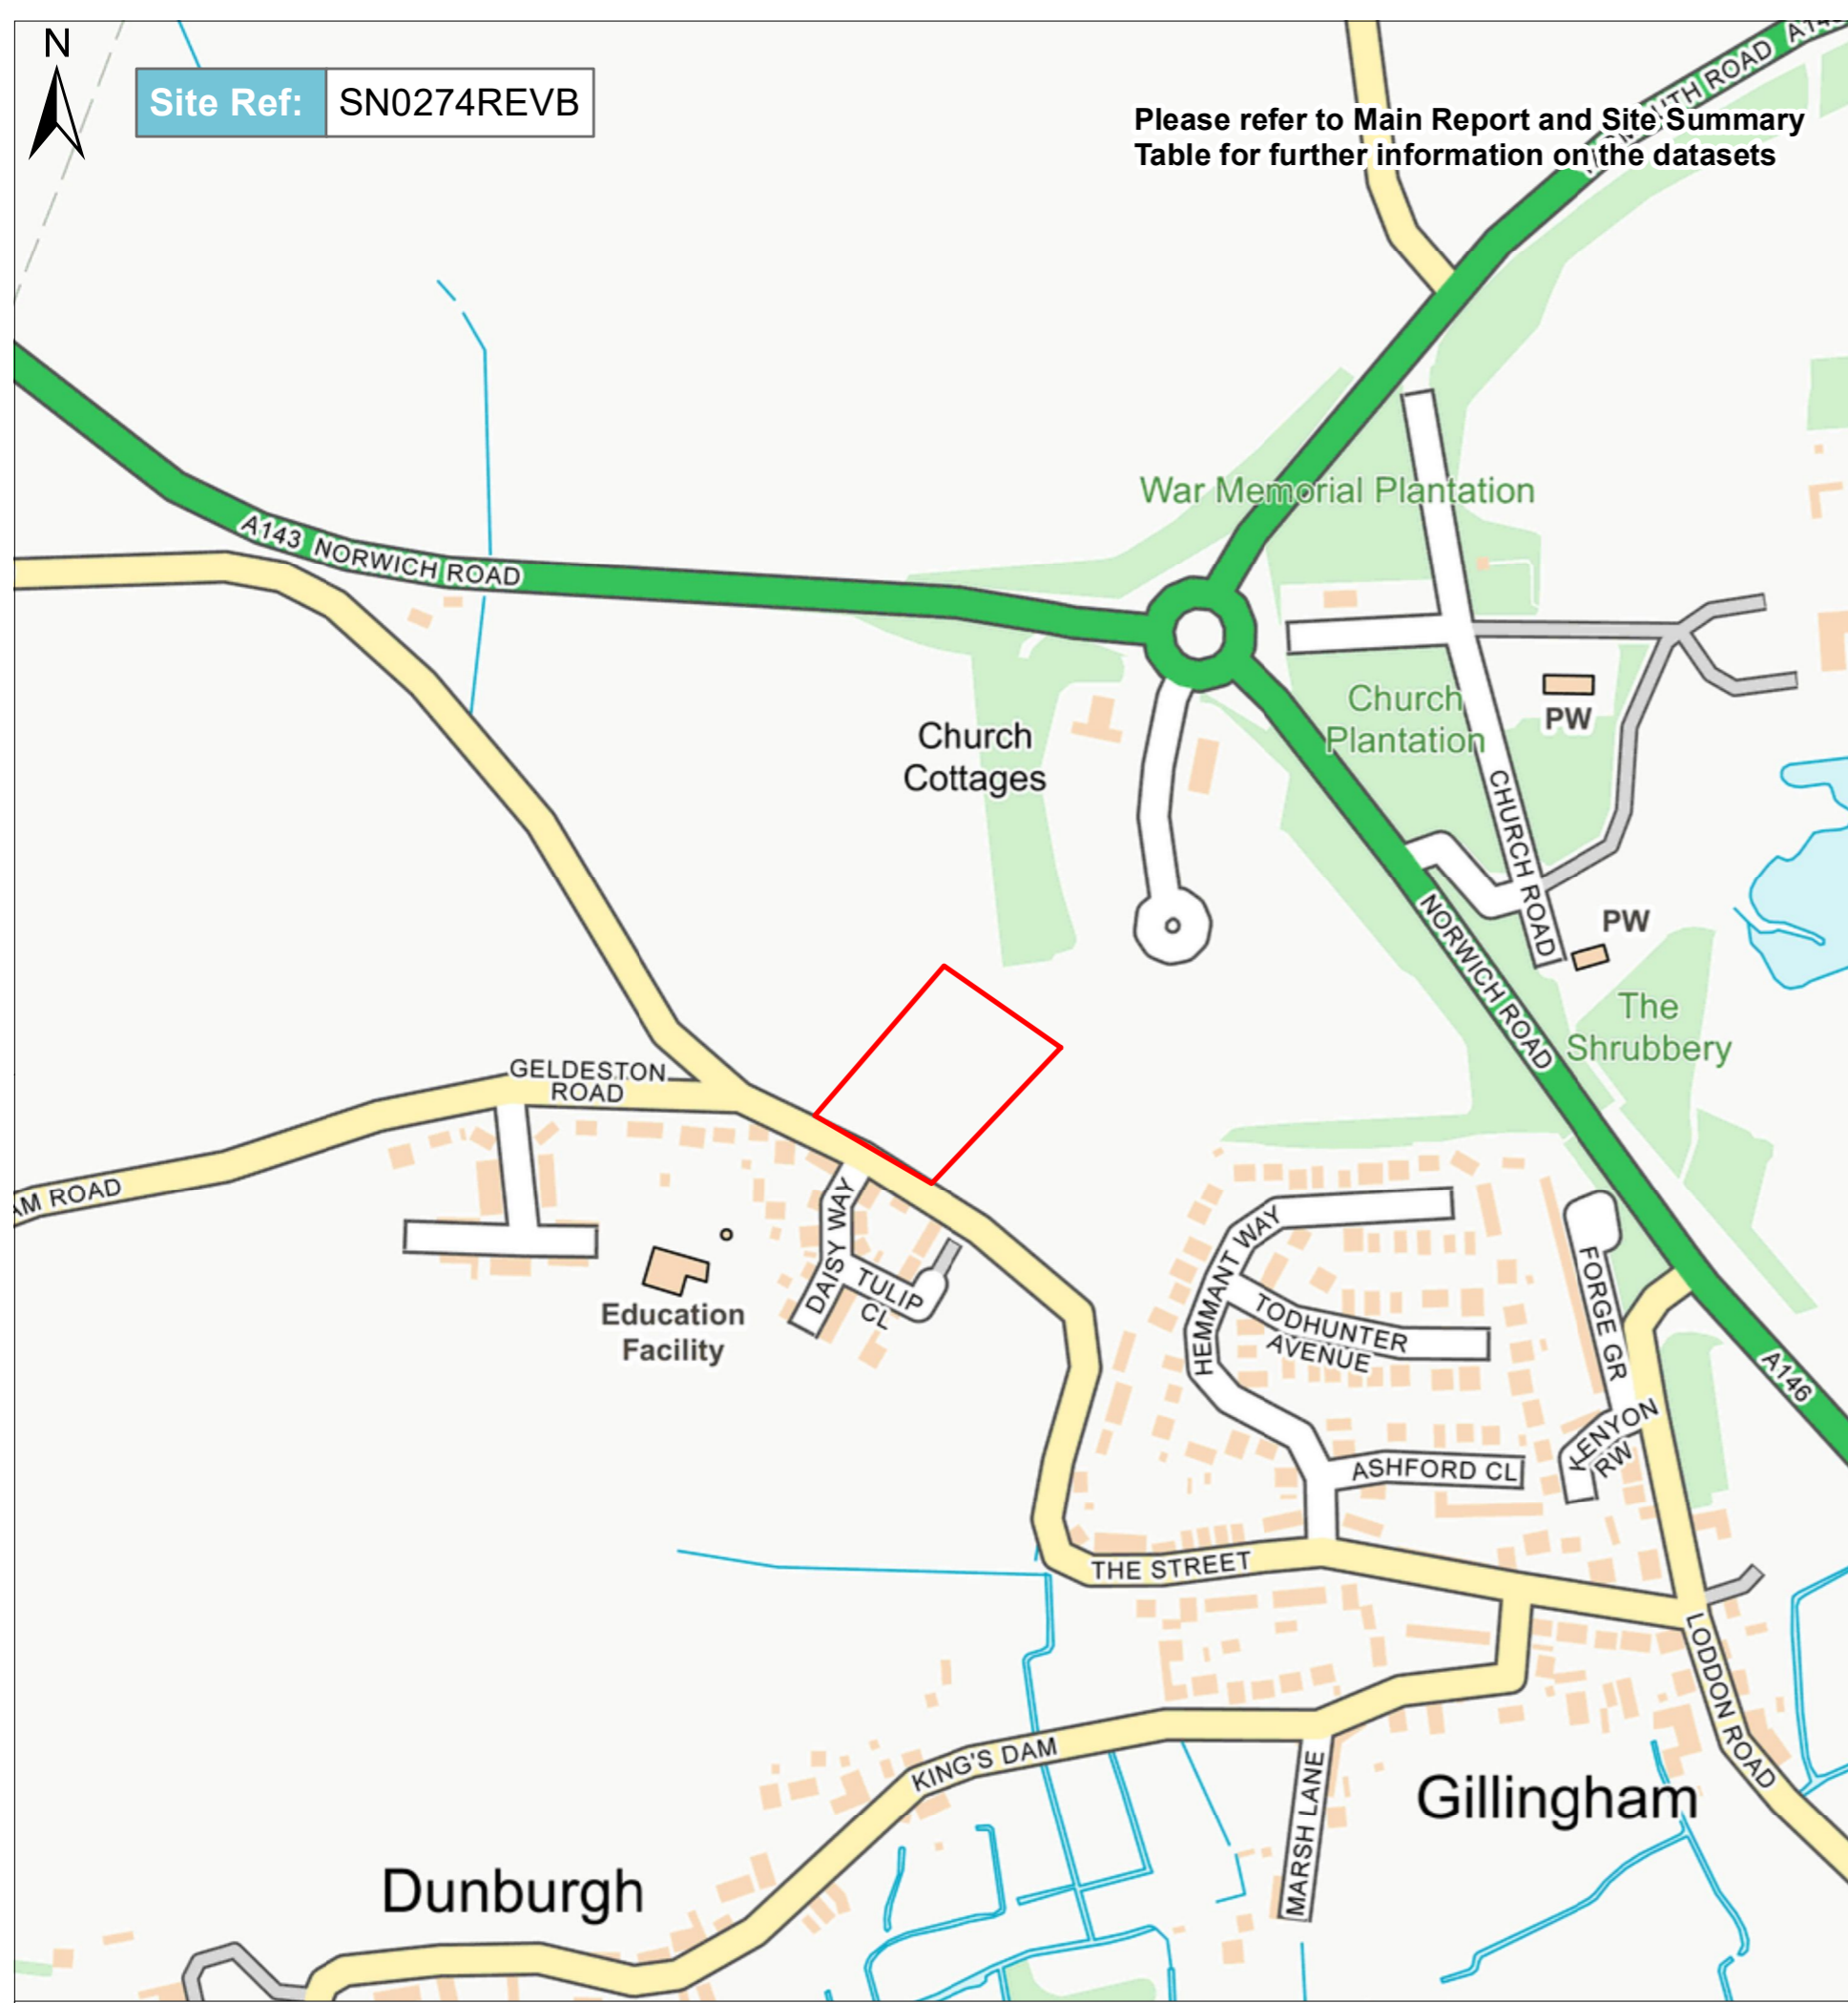 N
Site Ref: SN0274REVB
Please refer to Main Report and Site Summary
Table for further information on the datasets
ROAD
War Memorial Plantation
A143 NORWICH ROAD
Church
Plantation
PW
Church
Cottages
CHURCH ROAD
PW
NORWICH ROAD
The
Shrubbery
GELDESTON
ROAD
ROAD
DAISY WAY
TULIP
CL
Education
Facility
HEMMANT WAY
TODHUNTER
AVENUE
FORGE GR
A146
KENYON
RW
ASHFORD CL
THE STREET
LODDON ROAD
KING'S DAM
MARSH LANE
Gillingham
Dunburgh